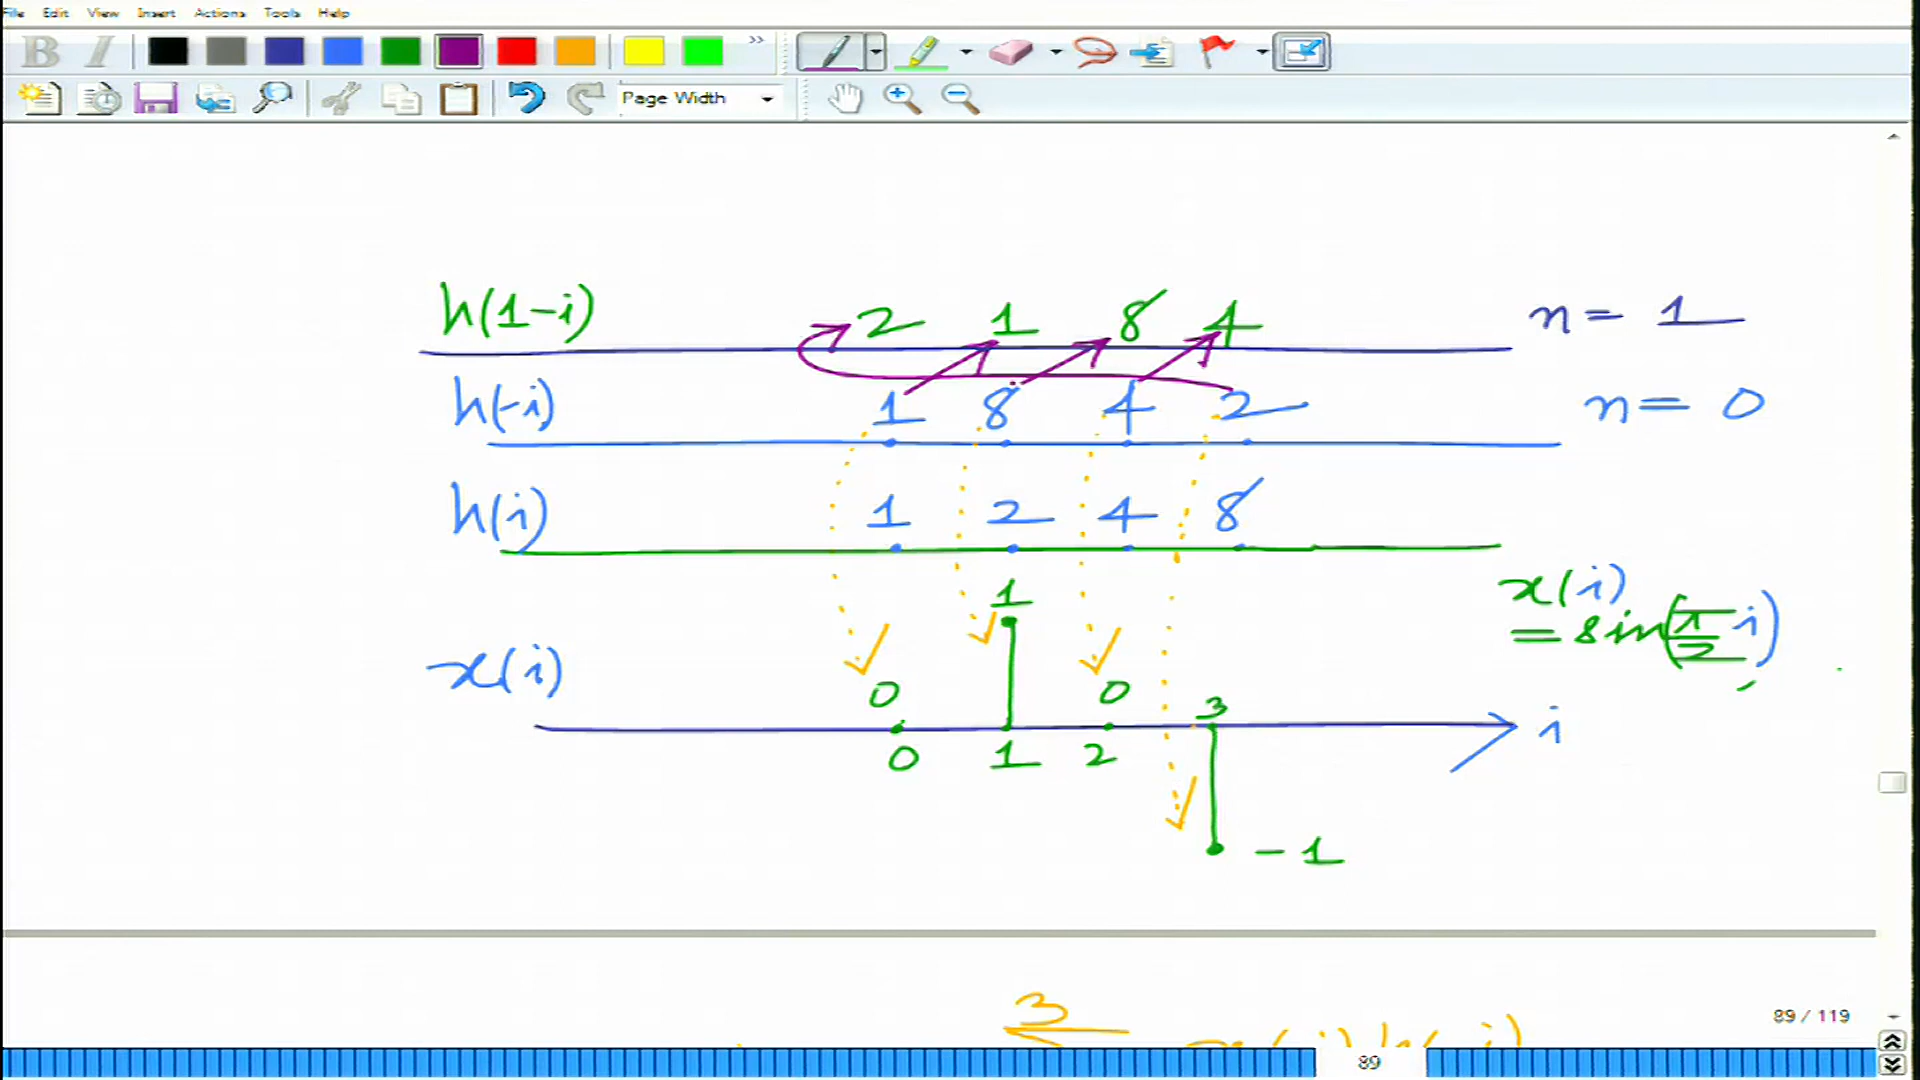 File Edit View Insert Actions Tools Help
B I
Page Width
h(1-i) 2 1 8 4 n = 1
h(-i) 1 8 4 2 n = 0
h(i) 1 2 4 8
1
x(i)
= sin(π/2 i)
x(i) 0 0 3
i
0 1 2
-1
3
89 / 119
89